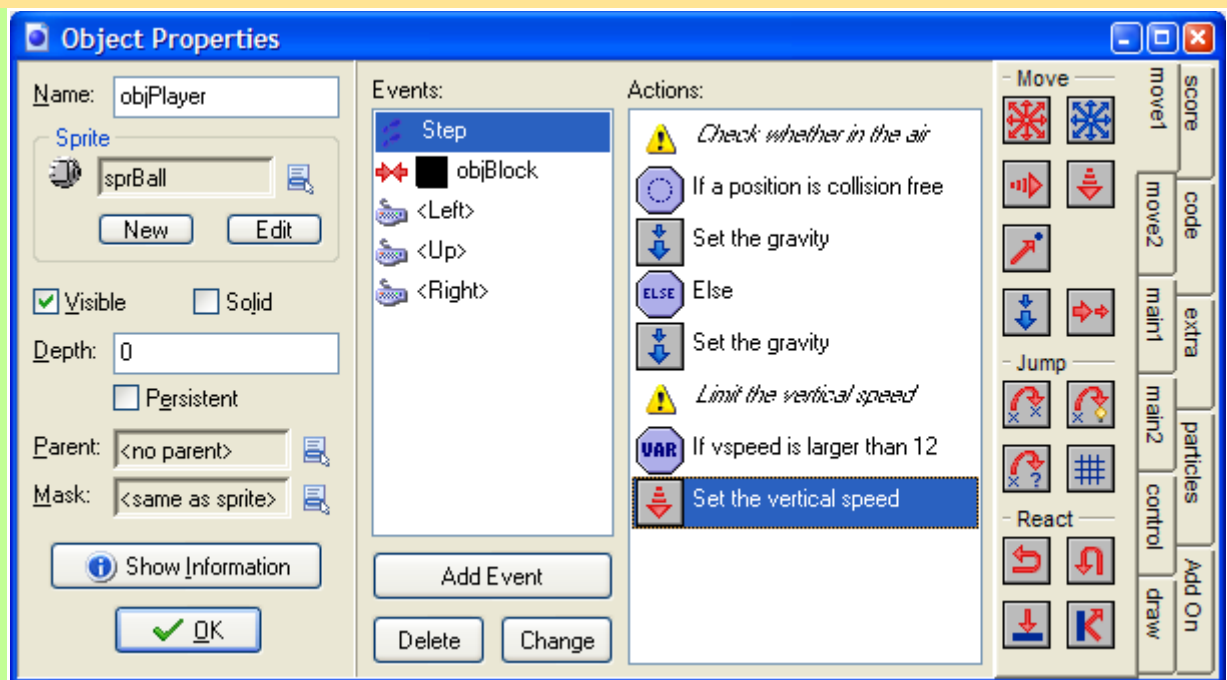 Object Properties
Name: objPlayer
Sprite
sprBall
New Edit
Visible Solid
Depth: 0
Persistent
Parent: <no parent>
Mask: <same as sprite>
Show Information
OK
Events:
Step
objBlock
<Left>
<Up>
<Right>
Add Event
Delete Change
Actions:
Check whether in the air
If a position is collision free
Set the gravity
ELSE Else
Set the gravity
Limit the vertical speed
VAR If vspeed is larger than 12
Set the vertical speed
Move
Jump
React
move1
move2
main1
main2
control
draw
score
code
extra
particles
Add On